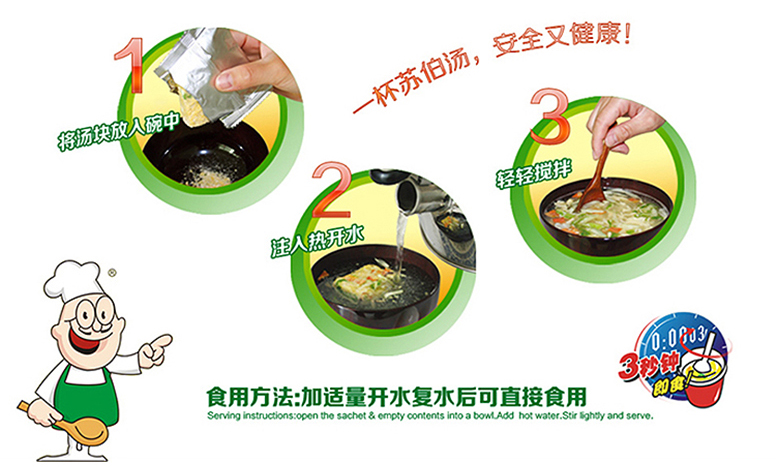 一杯苏伯汤，安全又健康！
1
将汤块放入碗中
2
注入热开水
3
轻轻搅拌
®
0:0003
3秒钟
即食！
食用方法:加适量开水复水后可直接食用
Serving instructions:open the sachet & empty contents into a bowl.Add hot water.Stir lightly and serve.